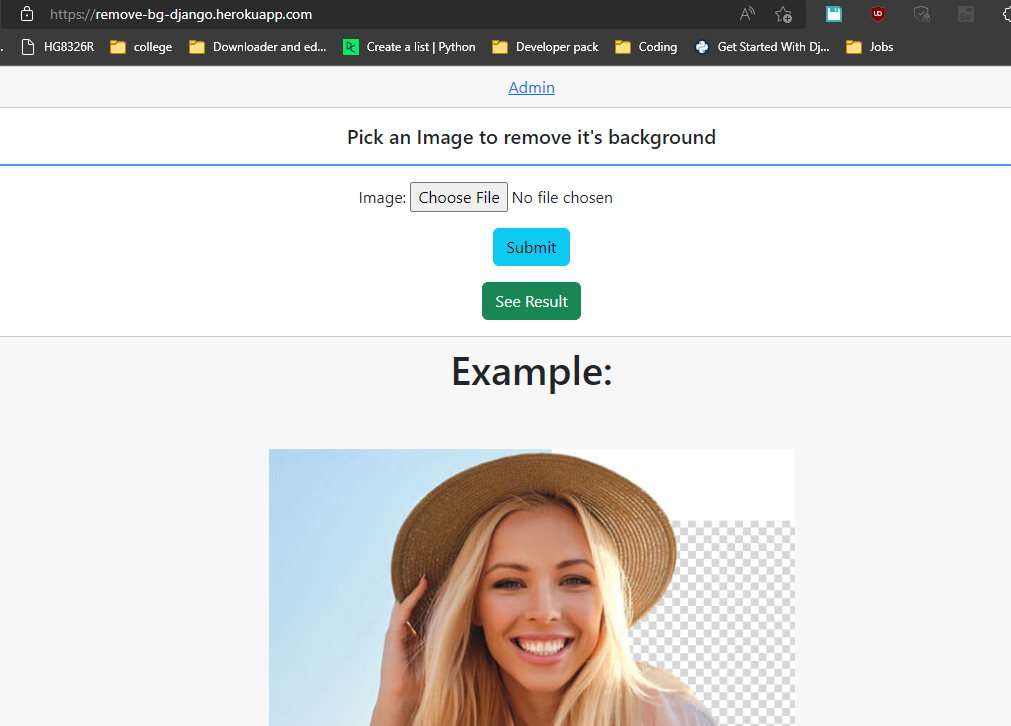 https://remove-bg-django.herokuapp.com
HG8326R college Downloader and ed... Create a list | Python Developer pack Coding Get Started With Dj... Jobs
Admin
Pick an Image to remove it's background
Image: Choose File No file chosen
Submit
See Result
Example: